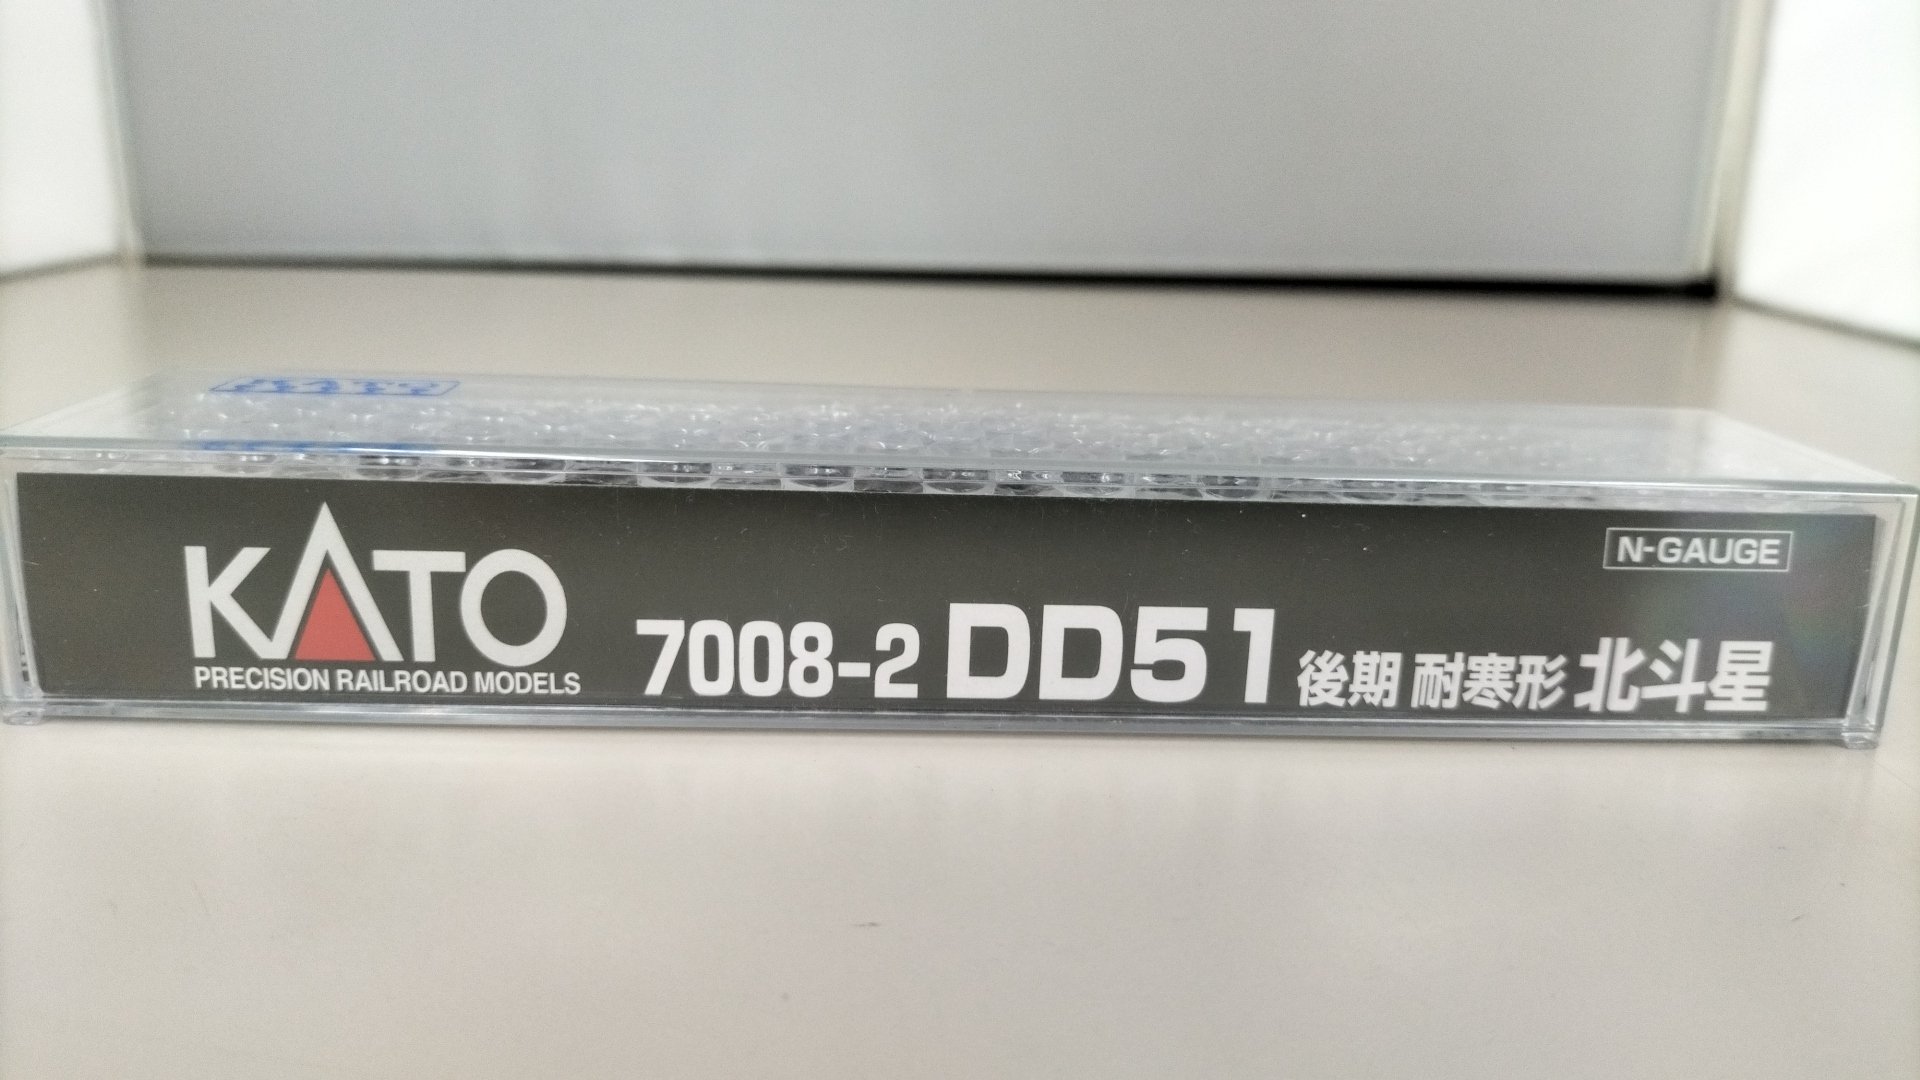 KATO
PRECISION RAILROAD MODELS
7008-2 DD51 後期 耐寒形 北斗星
N-GAUGE